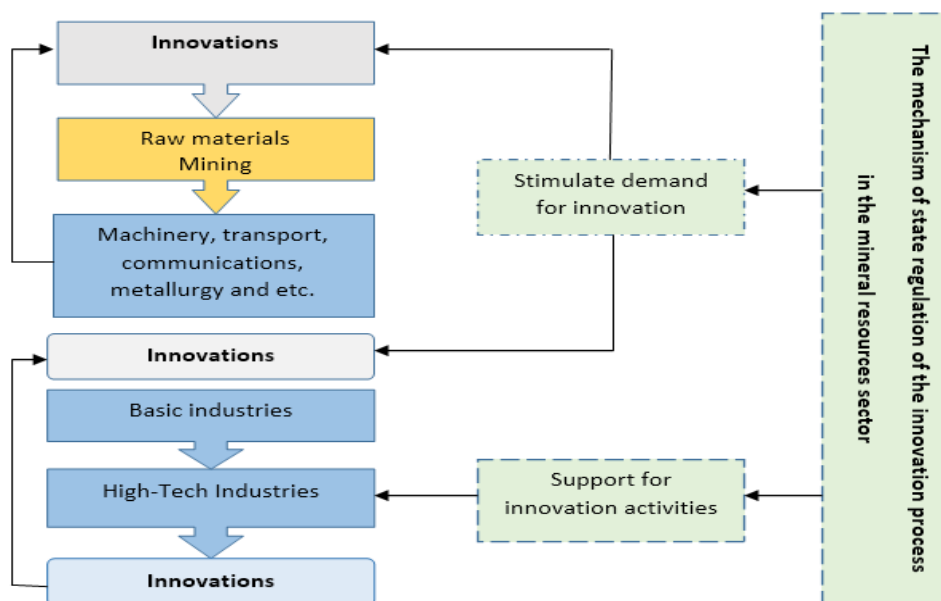 Innovations
Raw materials
Mining
Machinery, transport,
communications,
metallurgy and etc.
Innovations
Basic industries
High-Tech Industries
Innovations
Stimulate demand
for innovation
Support for
innovation activities
The mechanism of state regulation of the innovation process
in the mineral resources sector